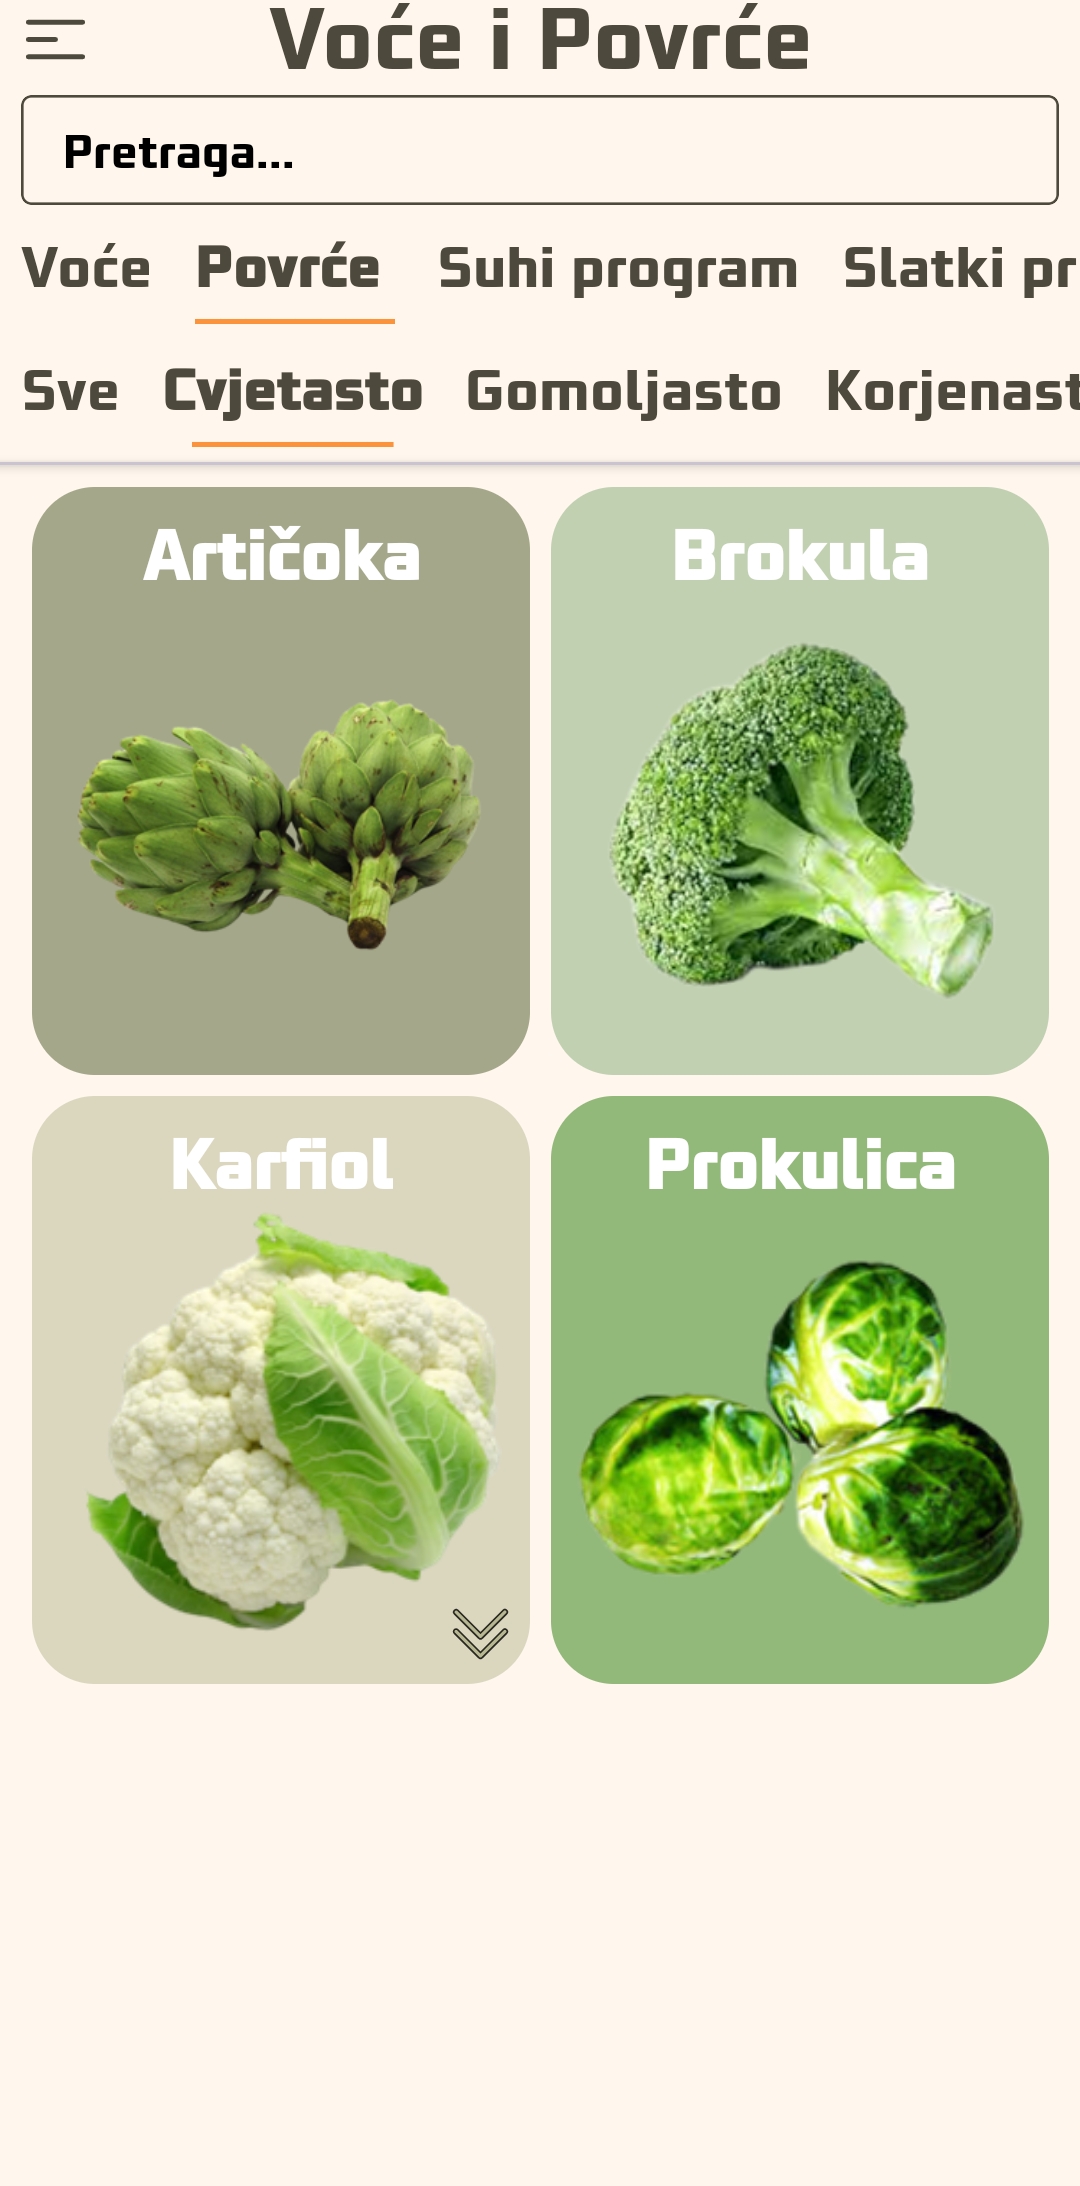 Voće i Povrće
Pretraga...
Voće Povrće Suhi program Slatki pr
Sve Cvjetasto Gomoljasto Korjenast
Artičoka Brokula
Karfiol Prokulica